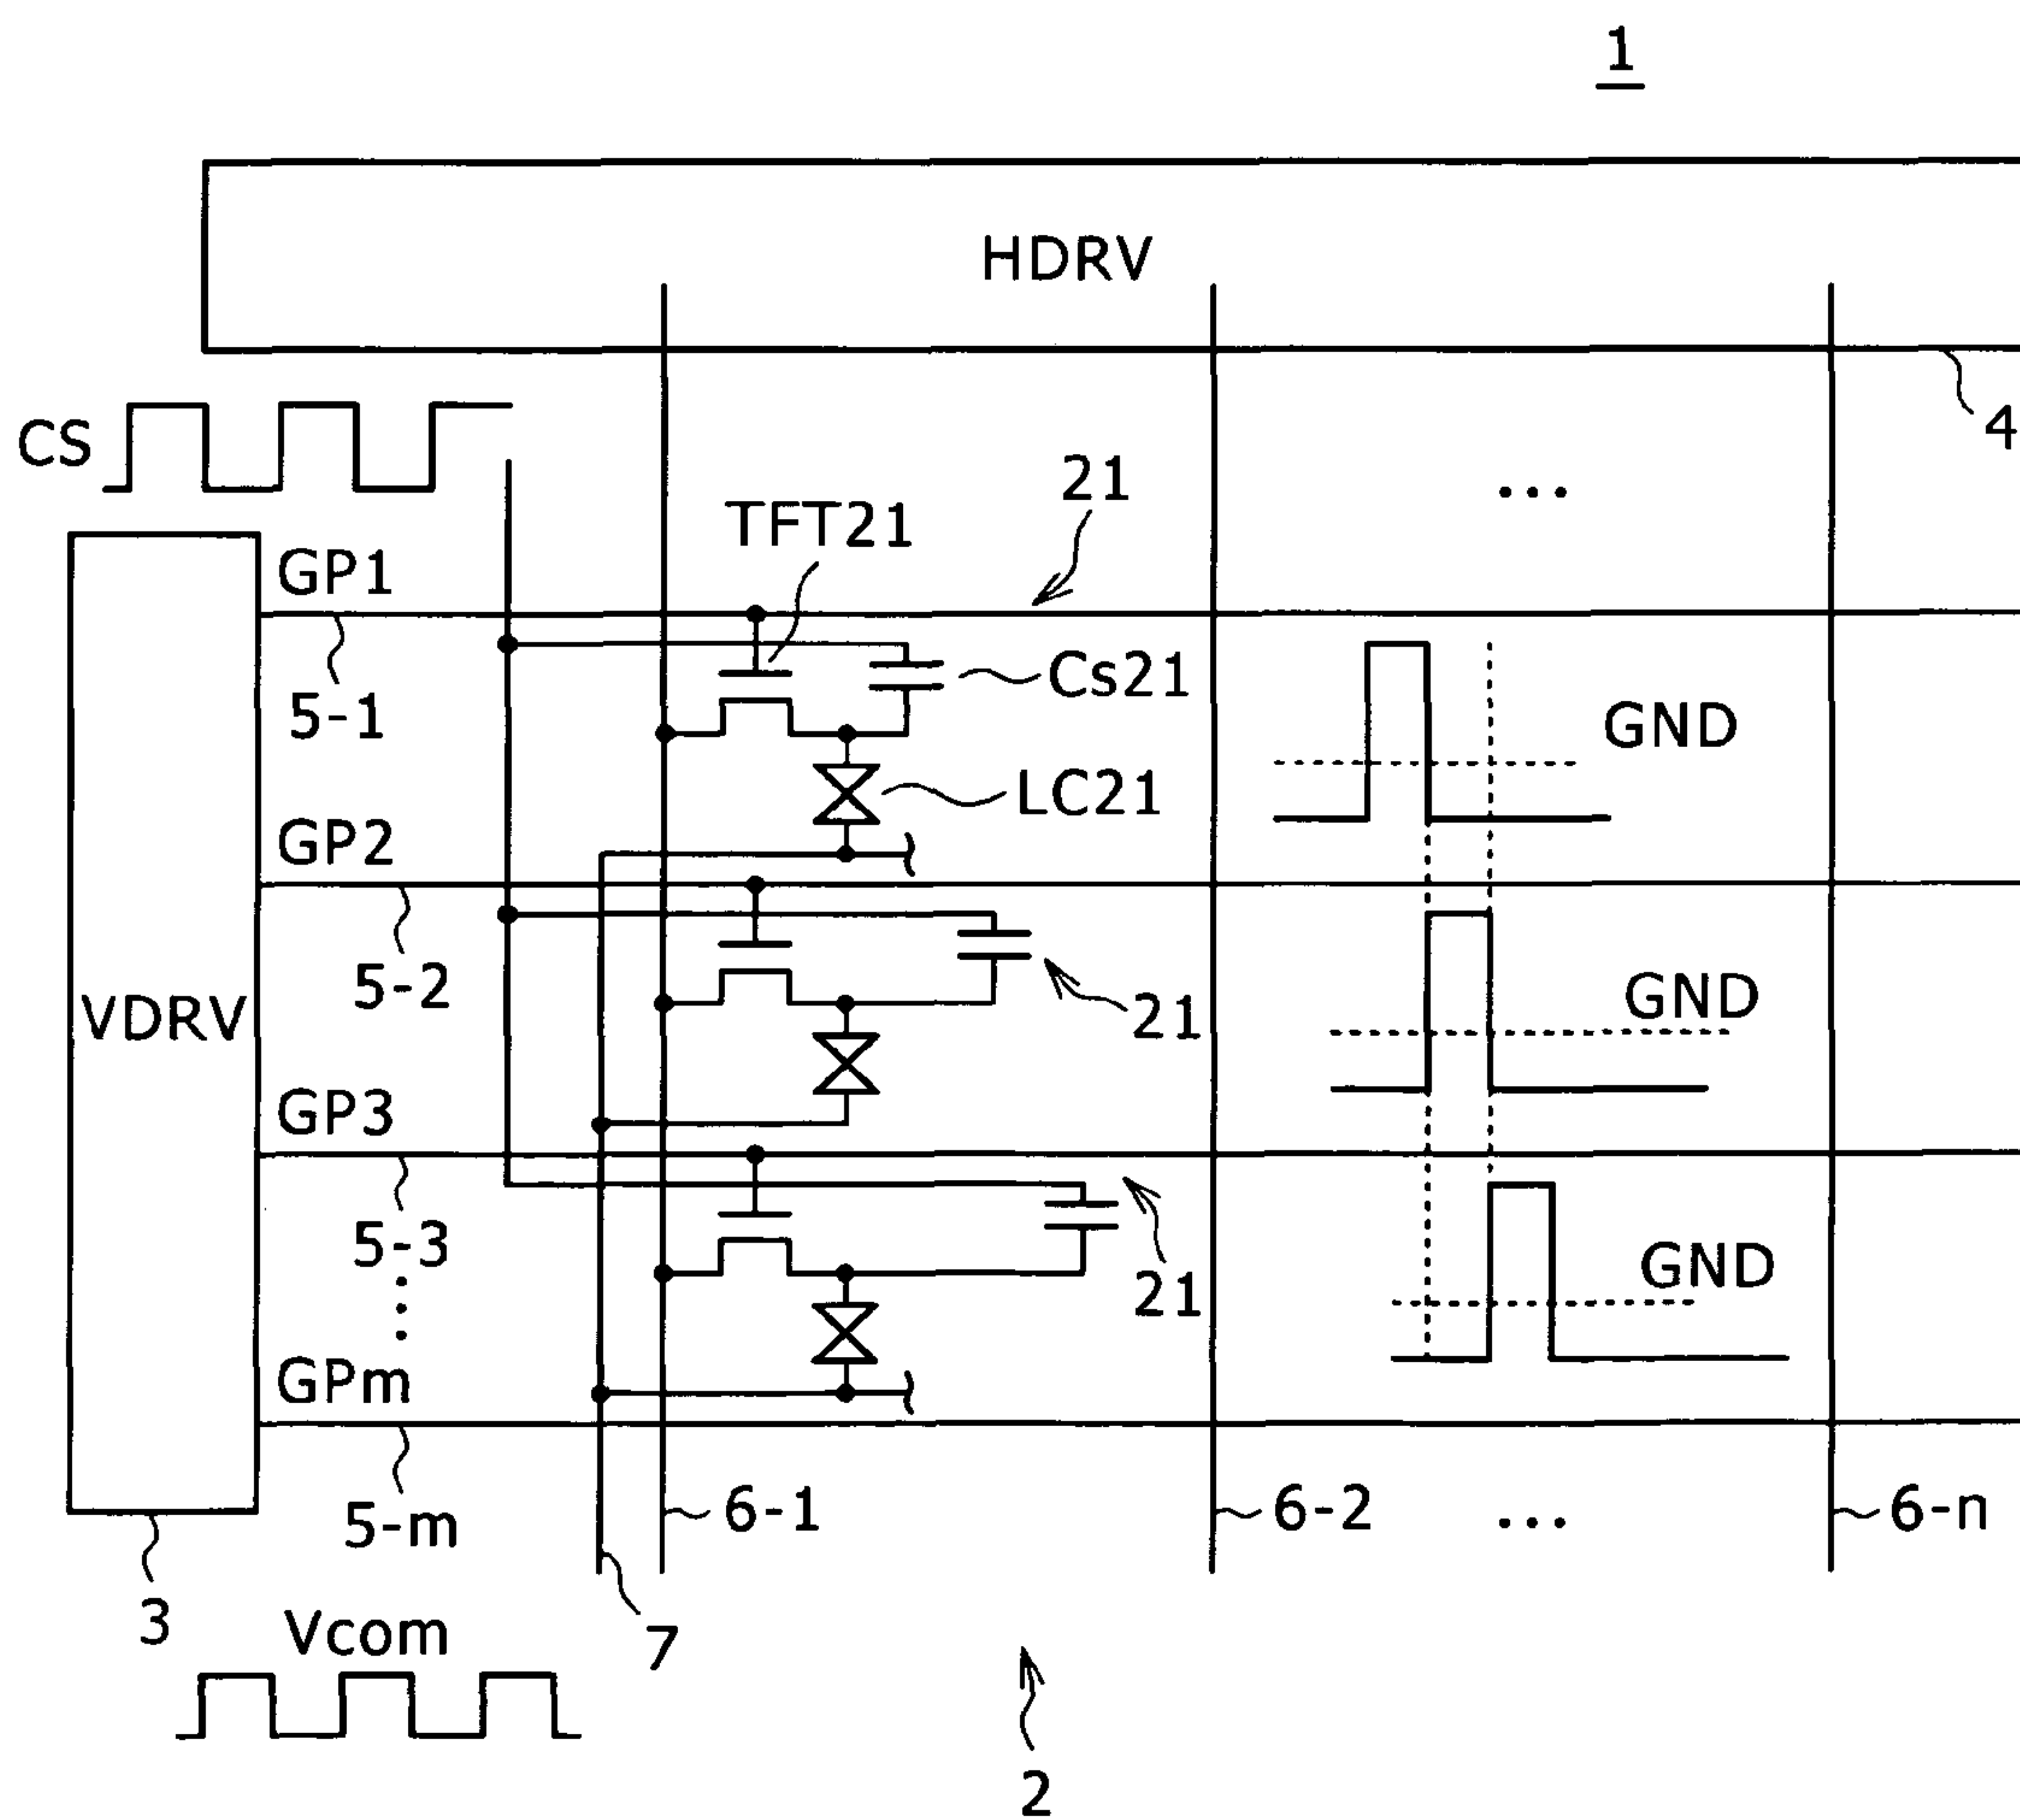 1
HDRV
CS
4
TFT21
21
...
GP1
5-1
Cs21
GND
LC21
GP2
5-2
21
GND
VDRV
GP3
5-3
21
GND
GPm
5-m
6-1
6-2
...
6-n
3
Vcom
7
2